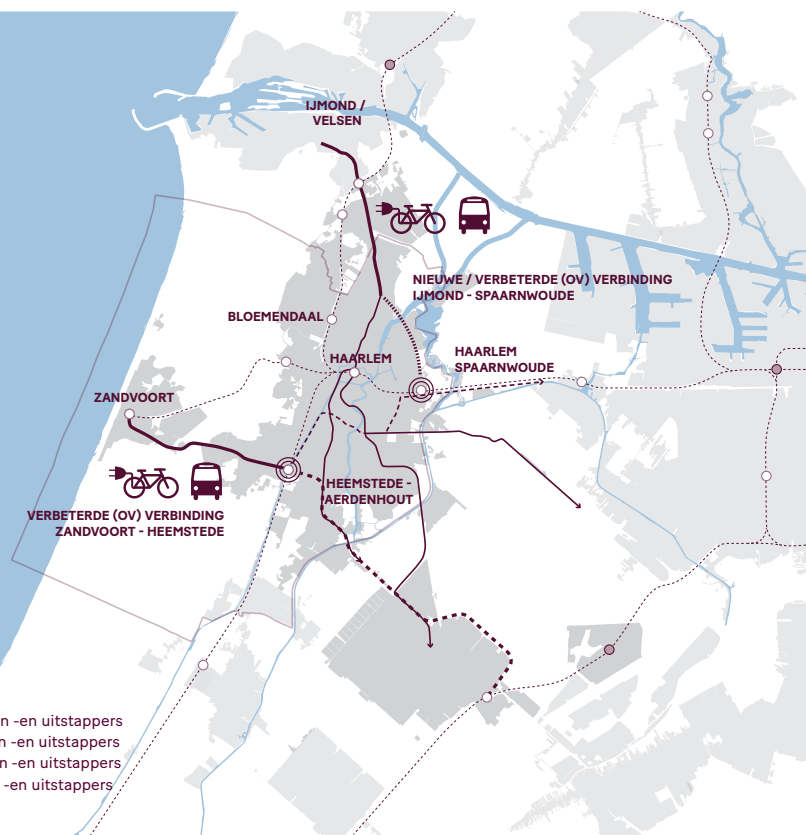 IJMOND /
VELSEN
NIEUWE / VERBETERDE (OV) VERBINDING
IJMOND - SPAARNWOUDE
BLOEMENDAAL
HAARLEM
HAARLEM
SPAARNWOUDE
ZANDVOORT
HEEMSTEDE -
AERDENHOUT
VERBETERDE (OV) VERBINDING
ZANDVOORT - HEEMSTEDE
-en uitstappers
-en uitstappers
-en uitstappers
-en uitstappers